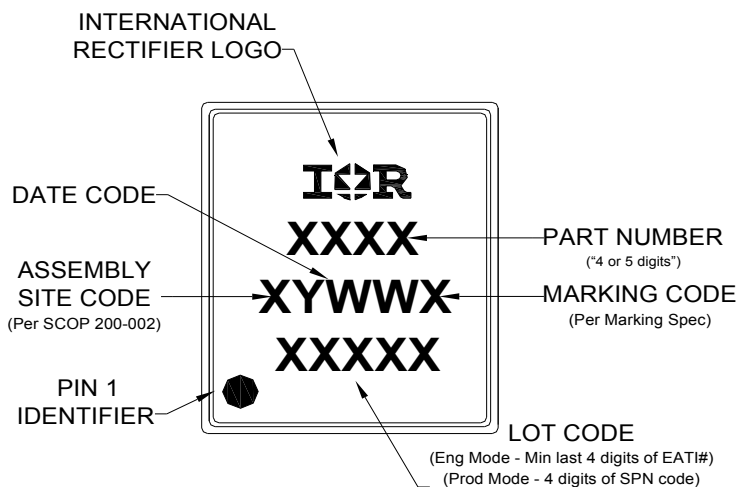 INTERNATIONAL
RECTIFIER LOGO
IOR
DATE CODE
XXXX
PART NUMBER
(“4 or 5 digits”)
ASSEMBLY
SITE CODE
(Per SCOP 200-002)
XYWWX
MARKING CODE
(Per Marking Spec)
XXXXX
PIN 1
IDENTIFIER
LOT CODE
(Eng Mode - Min last 4 digits of EATI#)
(Prod Mode - 4 digits of SPN code)